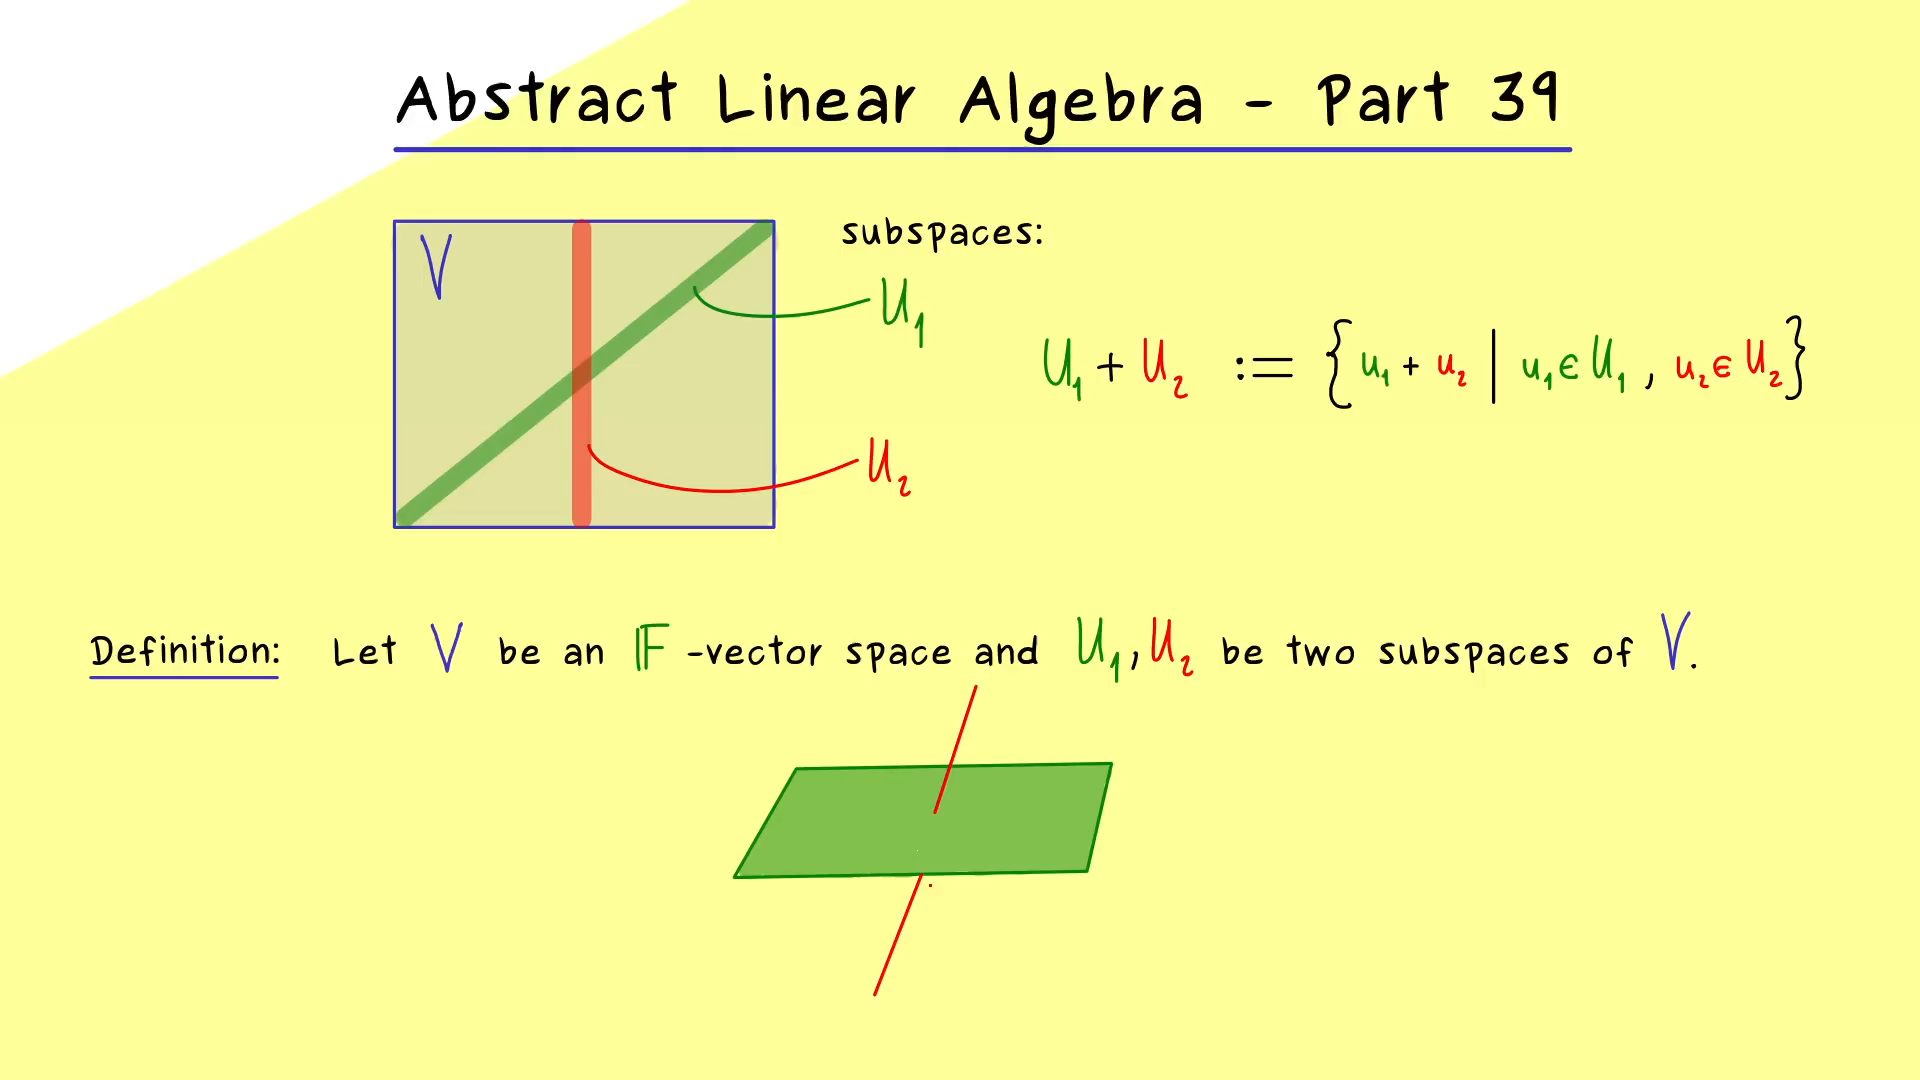 Abstract Linear Algebra - Part 39
V
subspaces:
U₁
U₁ + U₂ := { u₁ + u₂ | u₁ ∈ U₁ , u₂ ∈ U₂ }
U₂
Definition: Let V be an 𝔽-vector space and U₁, U₂ be two subspaces of V.